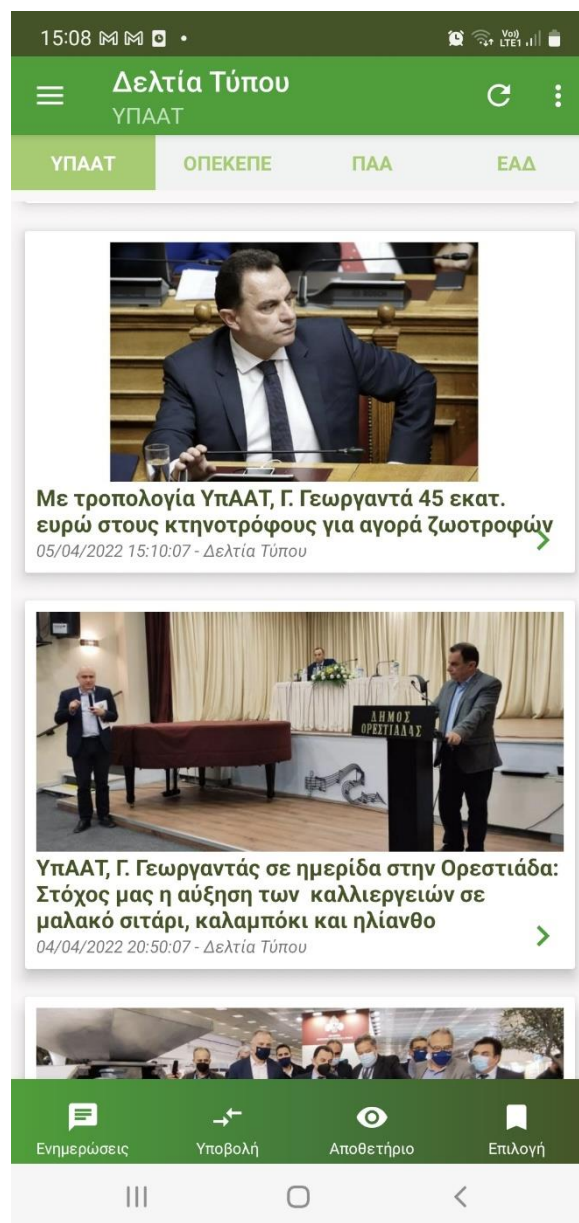 15:08
Vo))
LTE1
Δελτία Τύπου
ΥΠΑΑΤ
ΥΠΑΑΤ ΟΠΕΚΕΠΕ ΠΑΑ ΕΑΔ
Με τροπολογία ΥπΑΑΤ, Γ. Γεωργαντά 45 εκατ.
ευρώ στους κτηνοτρόφους για αγορά ζωοτροφών
05/04/2022 15:10:07 - Δελτία Τύπου
ΔΗΜΟΣ
ΟΡΕΣΤΙΑΔΑΣ
ΥπΑΑΤ, Γ. Γεωργαντάς σε ημερίδα στην Ορεστιάδα:
Στόχος μας η αύξηση των καλλιεργειών σε
μαλακό σιτάρι, καλαμπόκι και ηλίανθο
04/04/2022 20:50:07 - Δελτία Τύπου
Ενημερώσεις Υποβολή Αποθετήριο Επιλογή